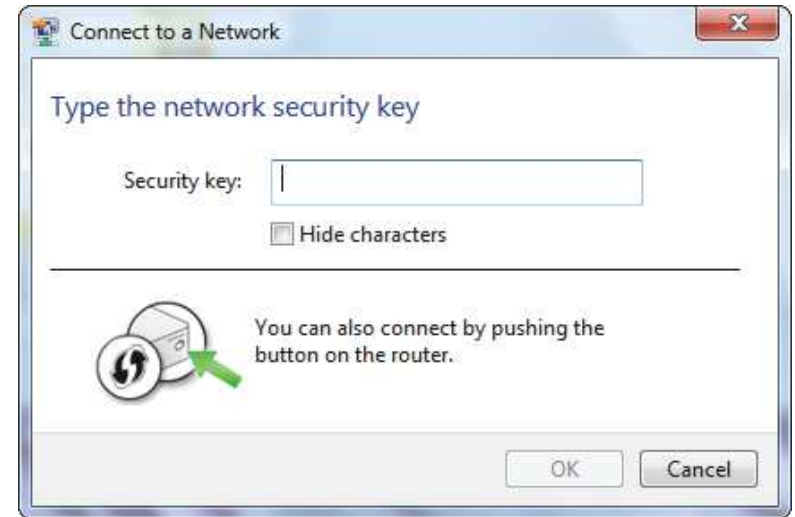 Connect to a Network
Type the network security key
Security key:
Hide characters
You can also connect by pushing the
button on the router.
OK Cancel